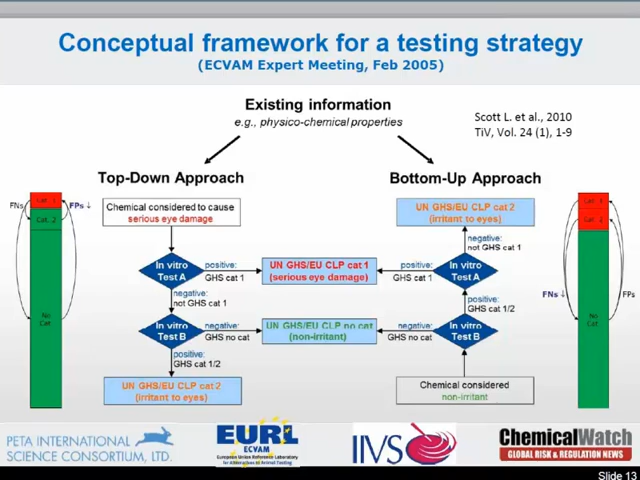 Conceptual framework for a testing strategy
(ECVAM Expert Meeting, Feb 2005)
Existing information
e.g., physico-chemical properties
Scott L. et al., 2010
TiV, Vol. 24 (1), 1-9
Top-Down Approach
Bottom-Up Approach
FNs
Cat. 1
Cat. 2
FPs ↓
No
Cat.
Chemical considered to cause
serious eye damage
In vitro
Test A
positive:
GHS cat 1
negative:
not GHS cat 1
In vitro
Test B
negative:
GHS no cat
positive:
GHS cat 1/2
UN GHS/EU CLP cat 2
(irritant to eyes)
UN GHS/EU CLP cat 1
(serious eye damage)
UN GHS/EU CLP no cat
(non-irritant)
UN GHS/EU CLP cat 2
(irritant to eyes)
negative:
not GHS cat 1
positive:
GHS cat 1
In vitro
Test A
positive:
GHS cat 1/2
negative:
GHS no cat
In vitro
Test B
Chemical considered
non-irritant
Cat. 1
Cat. 2
FNs ↓
No
Cat.
FPs
PETA INTERNATIONAL
SCIENCE CONSORTIUM, LTD.
EURL
ECVAM
European Union Reference Laboratory
for Alternatives to Animal Testing
IIVS
ChemicalWatch
GLOBAL RISK & REGULATION NEWS
Slide 13